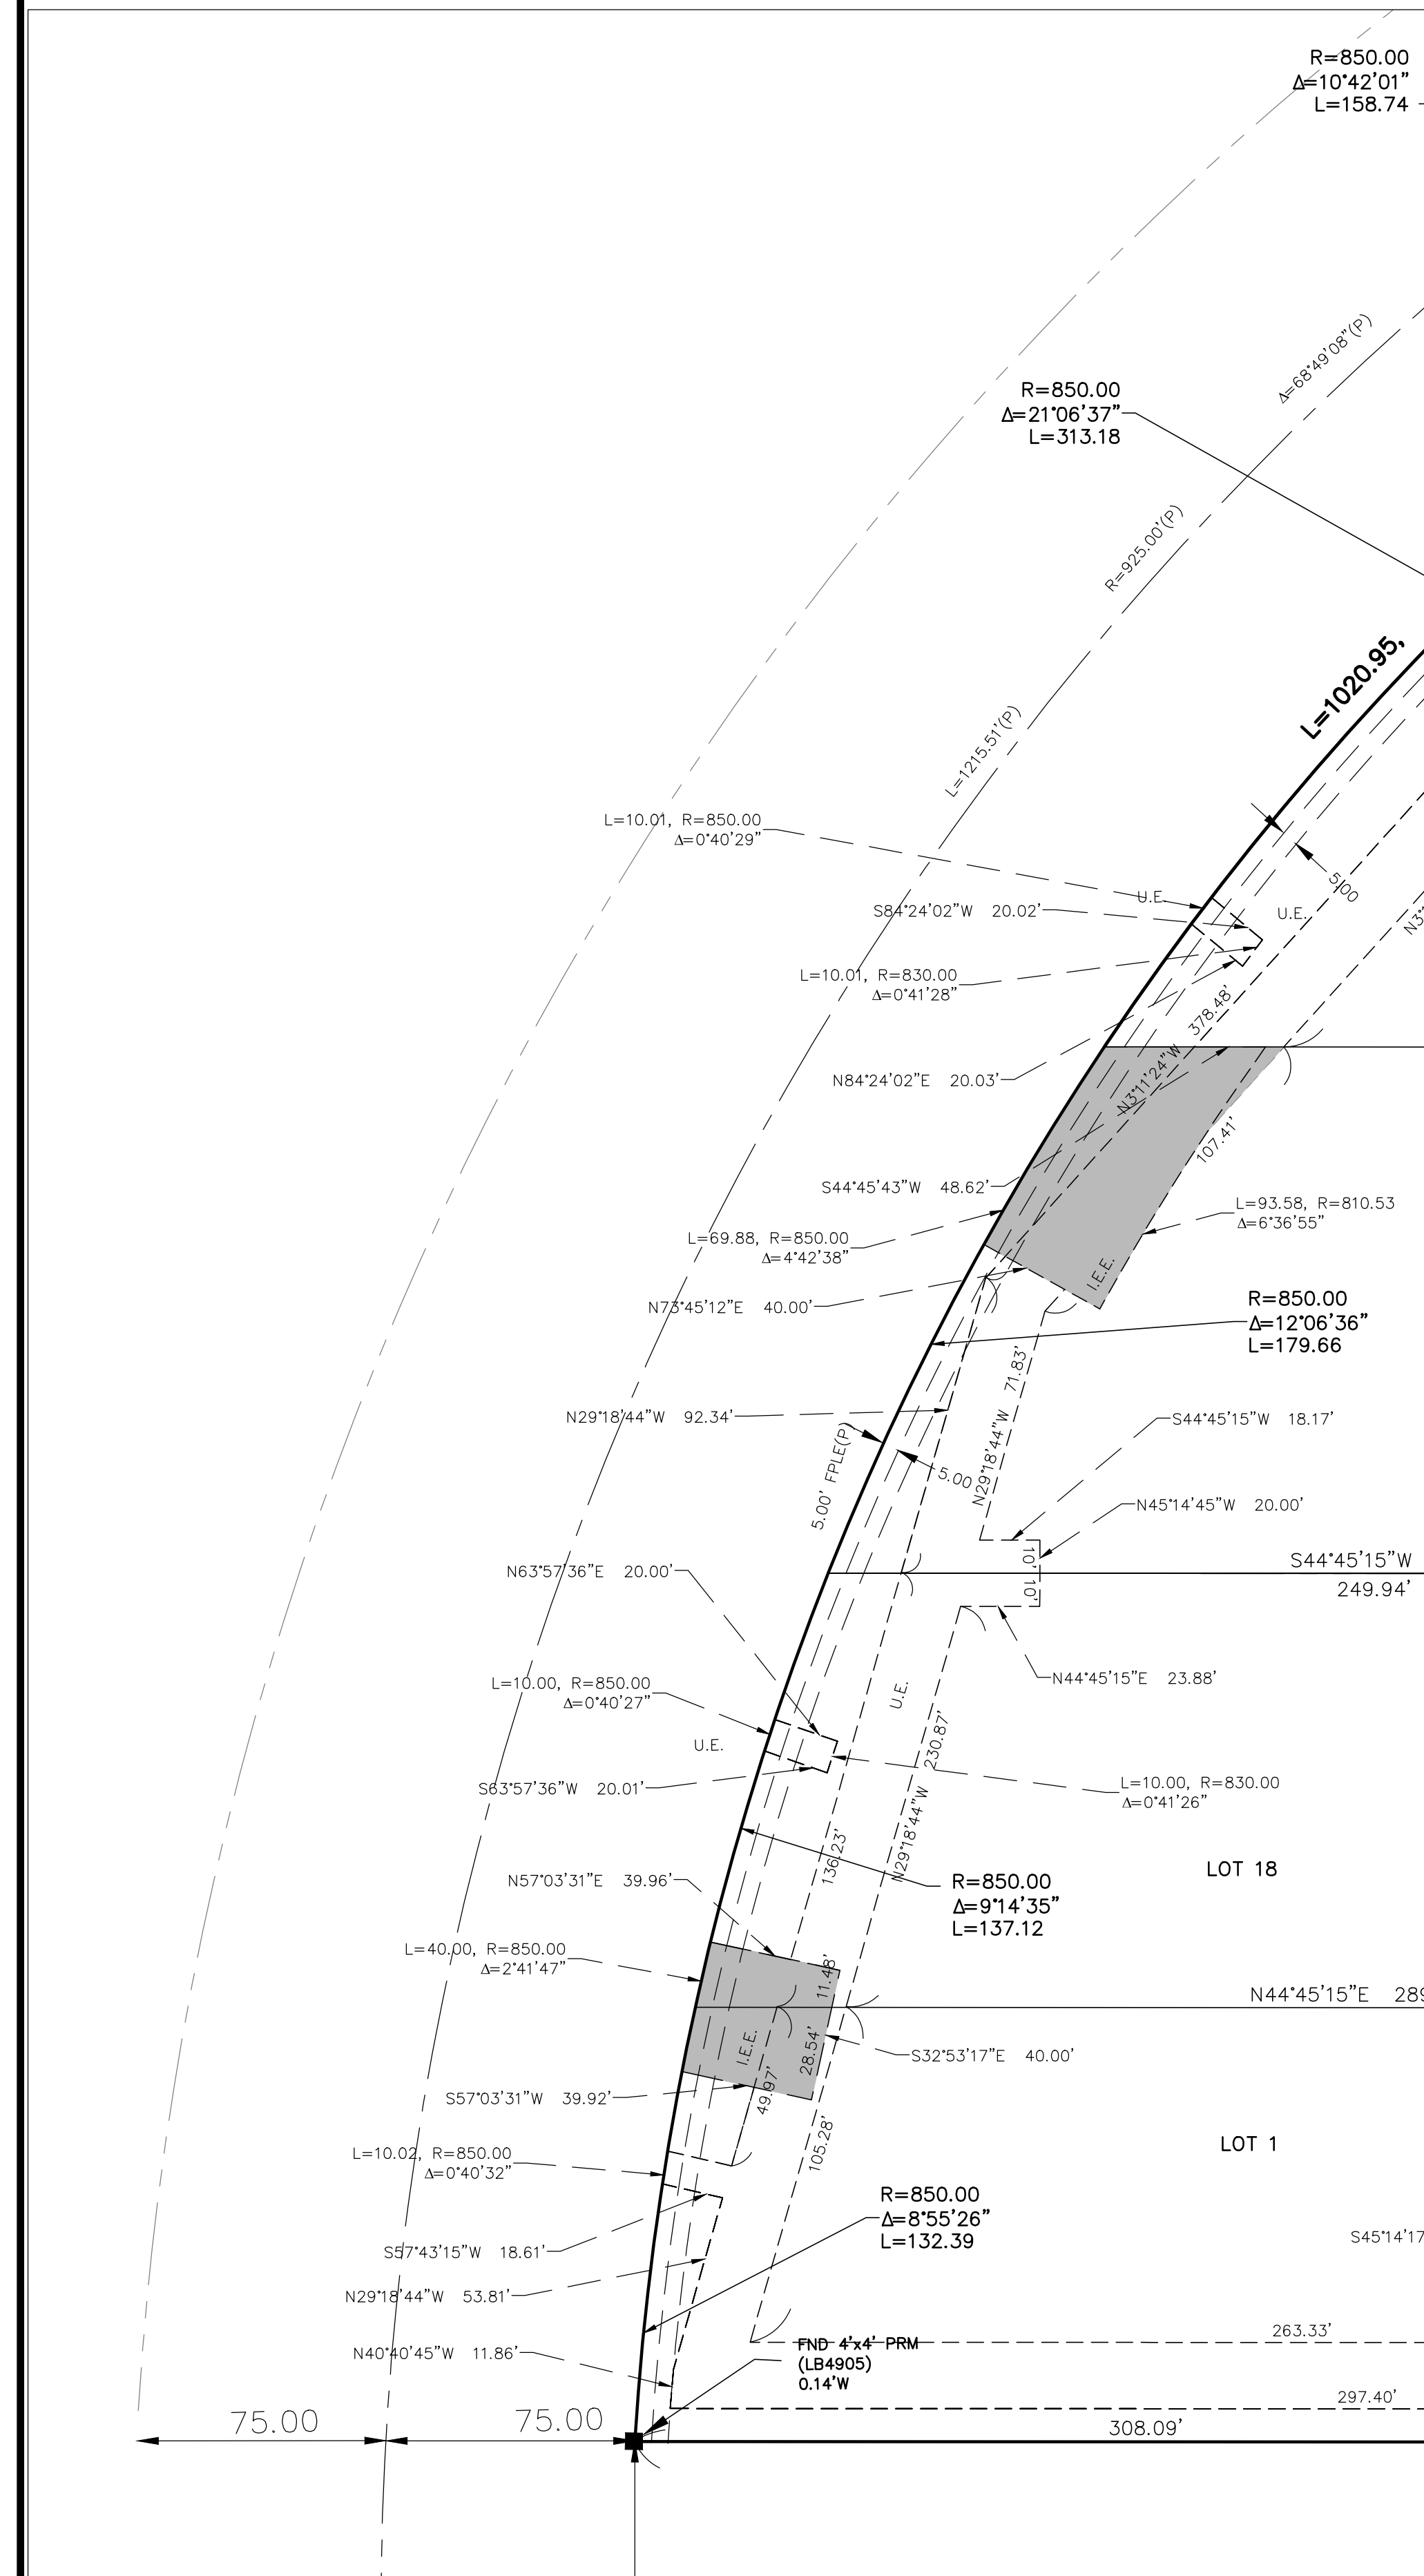 R=850.00
Δ=10°42'01"
L=158.74
Δ=68°49'08"(P)
R=850.00
Δ=21°06'37"
L=313.18
R=925.00'(P)
L=1020.95,
L=1215.51'(P)
L=10.01, R=850.00
Δ=0°40'29"
5.00
U.E.
S84°24'02"W 20.02'
U.E.
N3°
L=10.01, R=830.00
Δ=0°41'28"
378.48'
N3°11'24"W
N84°24'02"E 20.03'
107.41'
S44°45'43"W 48.62'
L=93.58, R=810.53
Δ=6°36'55"
L=69.88, R=850.00
Δ=4°42'38"
I.E.E.
N73°45'12"E 40.00'
R=850.00
Δ=12°06'36"
L=179.66
N29°18'44"W 71.83'
N29°18'44"W 92.34'
S44°45'15"W 18.17'
5.00' FPLE(P)
5.00
N45°14'45"W 20.00'
10' 10'
S44°45'15"W
249.94'
N63°57'36"E 20.00'
N44°45'15"E 23.88'
L=10.00, R=850.00
Δ=0°40'27"
U.E.
U.E.
230.87'
N29°18'44"W
S63°57'36"W 20.01'
L=10.00, R=830.00
Δ=0°41'26"
136.23'
LOT 18
N57°03'31"E 39.96'
R=850.00
Δ=9°14'35"
L=137.12
L=40.00, R=850.00
Δ=2°41'47"
11.48'
N44°45'15"E 289
I.E.E.
28.54'
S32°53'17"E 40.00'
S57°03'31"W 39.92'
49.97'
105.28'
LOT 1
L=10.02, R=850.00
Δ=0°40'32"
R=850.00
Δ=8°55'26"
L=132.39
S45°14'17
S57°43'15"W 18.61'
N29°18'44"W 53.81'
263.33'
N40°40'45"W 11.86'
FND 4'x4' PRM
(LB4905)
0.14'W
297.40'
75.00
75.00
308.09'